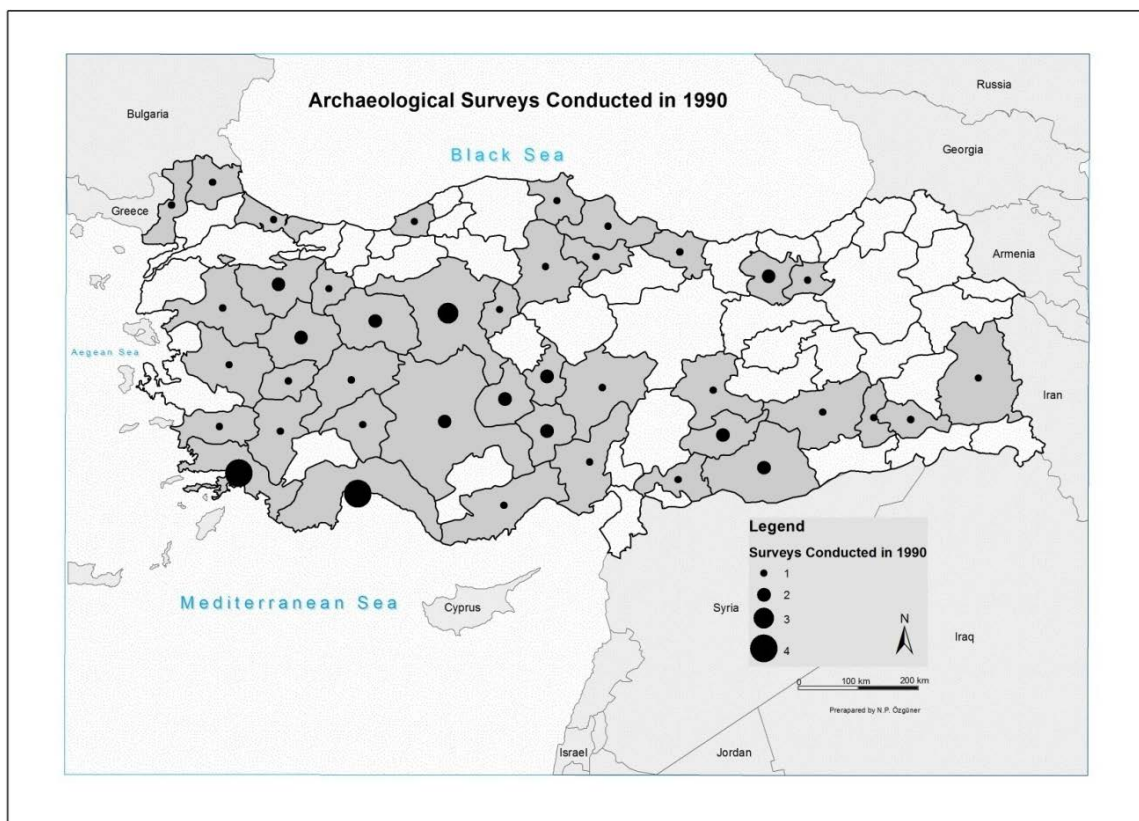 Archaeological Surveys Conducted in 1990
Russia
Bulgaria
Georgia
Black Sea
Greece
Armenia
Aegean Sea
Iran
Legend
Surveys Conducted in 1990
1
2
3
4
N
Mediterranean Sea
Cyprus
Syria
Iraq
0 100 km 200 km
Prerapared by N.P. Özgüner
Israel
Jordan